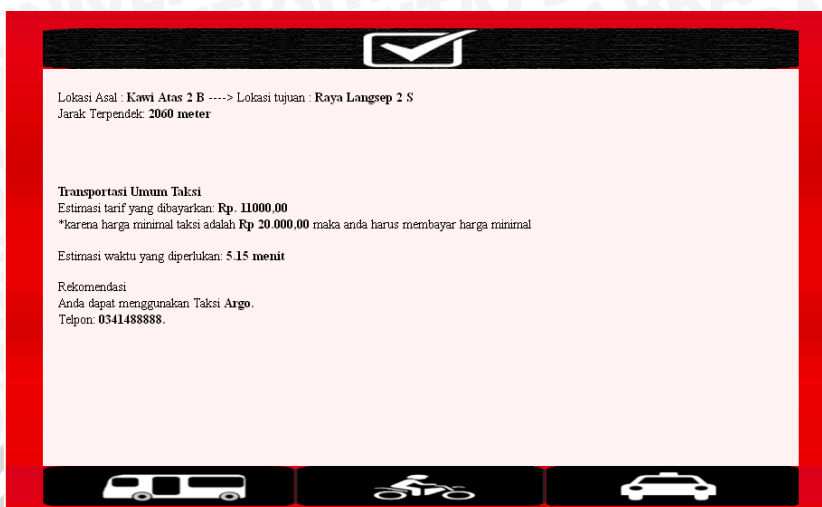 Lokasi Asal : Kawi Atas 2 B ----> Lokasi tujuan : Raya Langsep 2 S
Jarak Terpendek: 2060 meter
Transportasi Umum Taksi
Estimasi tarif yang dibayarkan: Rp. 11000,00
*karena harga minimal taksi adalah Rp 20.000,00 maka anda harus membayar harga minimal
Estimasi waktu yang diperlukan: 5.15 menit
Rekomendasi
Anda dapat menggunakan Taksi Argo.
Telpon: 0341488888.